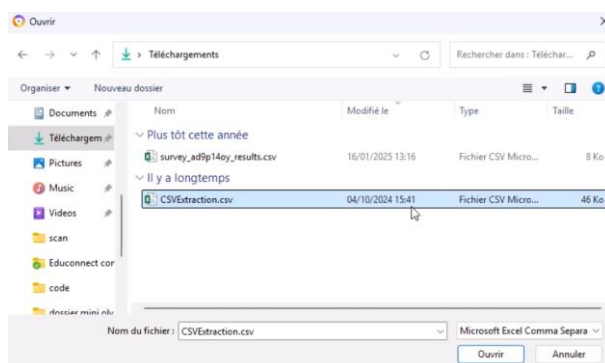 Ouvrir
Téléchargements
Rechercher dans : Téléchar...
Organiser
Nouveau dossier
Documents
Téléchargem
Pictures
Music
Videos
scan
Educonnect cor
code
dossier mini olv
Nom
Modifié le
Type
Taille
Plus tôt cette année
survey_ad9p14oy_results.csv
16/01/2025 13:16
Fichier CSV Micro...
8 Ko
Il y a longtemps
CSVExtraction.csv
04/10/2024 15:41
Fichier CSV Micro...
46 Ko
Nom du fichier :
CSVExtraction.csv
Microsoft Excel Comma Separa
Ouvrir
Annuler